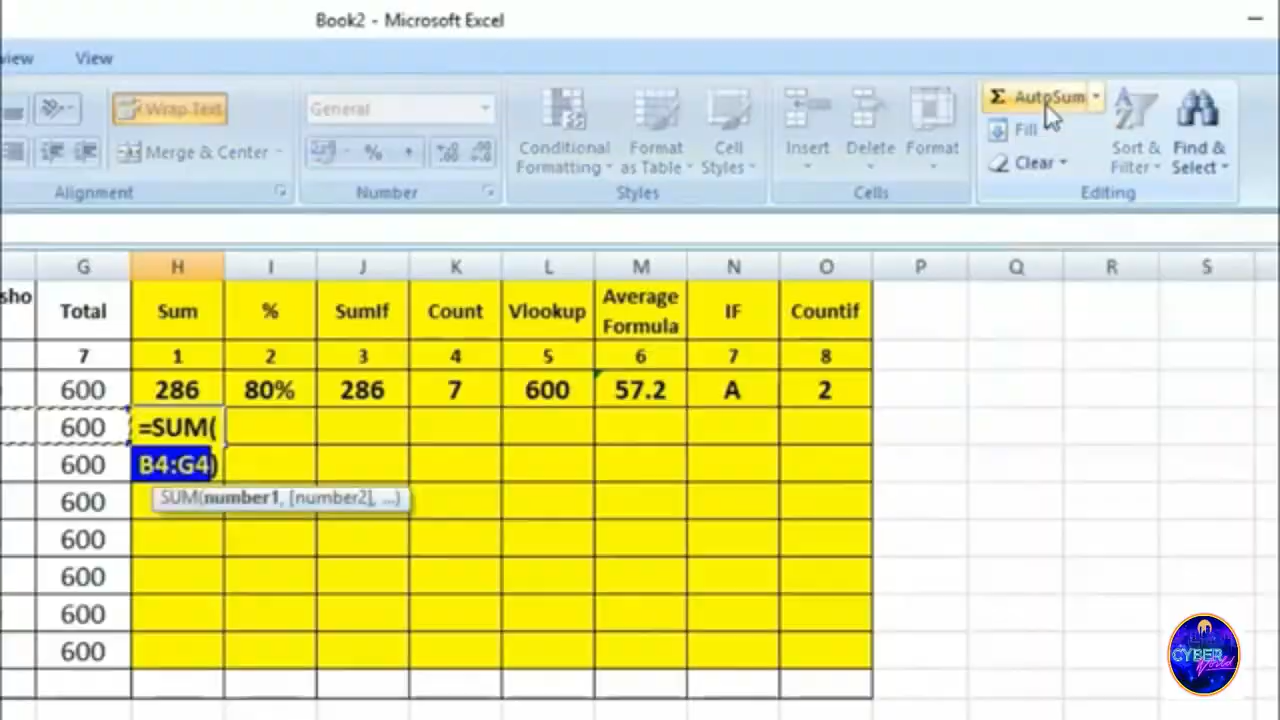 Book2 - Microsoft Excel
view View
Wrap Text General Σ AutoSum
Fill
Merge & Center % , Conditional Formatting Format as Table Cell Styles Insert Delete Format Clear Sort & Filter Find & Select
Alignment Number Styles Cells Editing
G H I J K L M N O P Q R S
sho Total Sum % SumIf Count Vlookup Average Formula IF Countif
7 1 2 3 4 5 6 7 8
600 286 80% 286 7 600 57.2 A 2
600 =SUM(
600 B4:G4)
600 SUM(number1, [number2], ...)
600
600
600
600
CYBER
World